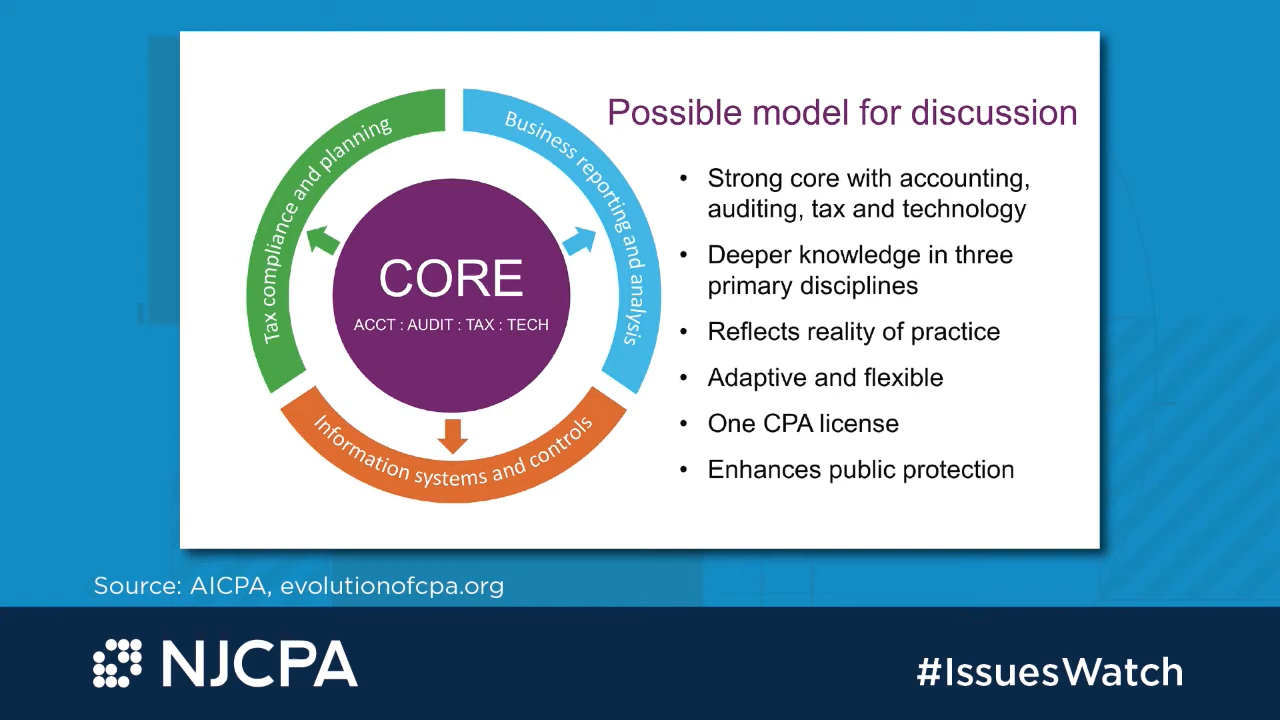 Possible model for discussion
Tax compliance and planning
Business reporting and analysis
Information systems and controls
CORE
ACCT : AUDIT : TAX : TECH
• Strong core with accounting,
auditing, tax and technology
• Deeper knowledge in three
primary disciplines
• Reflects reality of practice
• Adaptive and flexible
• One CPA license
• Enhances public protection
Source: AICPA, evolutionofcpa.org
NJCPA
#IssuesWatch